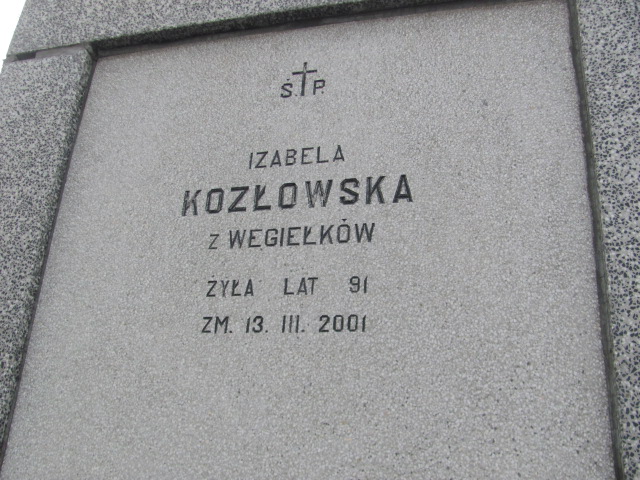 Ś.†P.
IZABELA
KOZŁOWSKA
Z WĘGIEŁKÓW
ŻYŁA LAT 91
ZM. 13. III. 2001